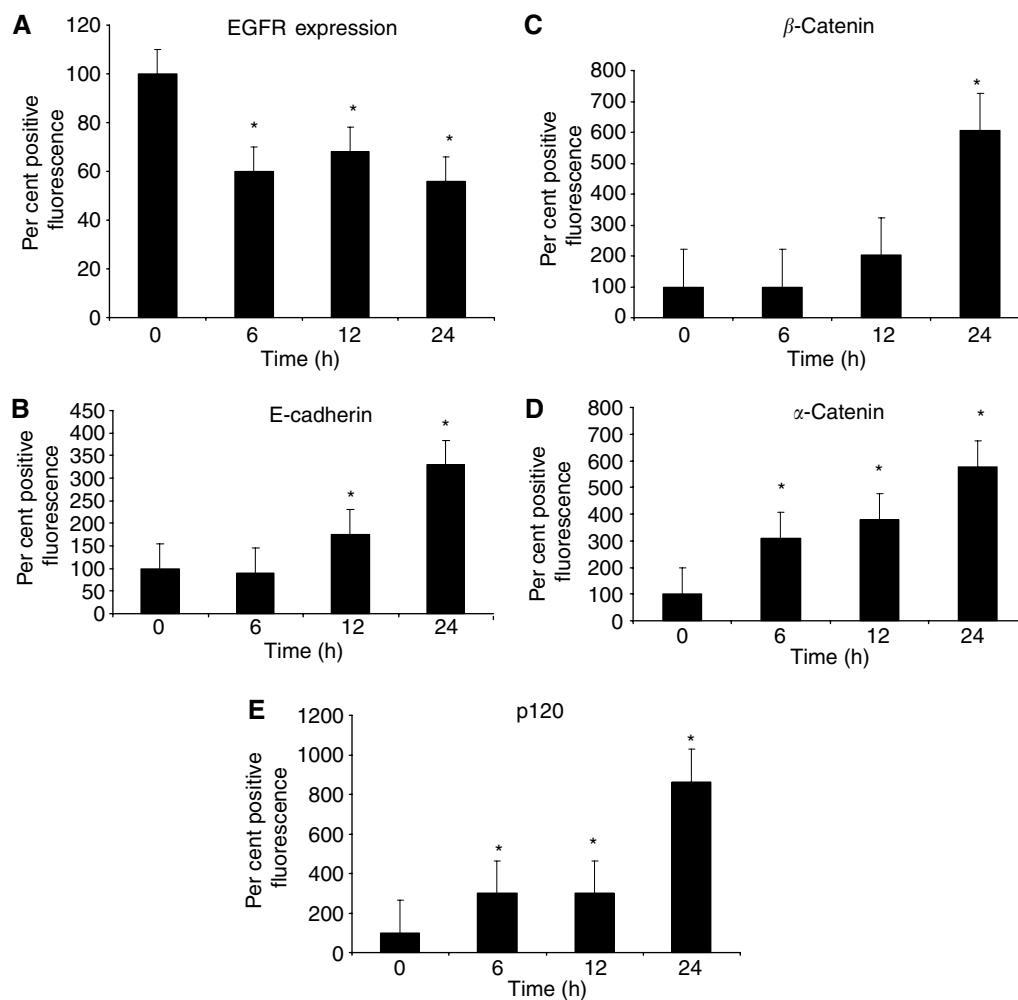 A
EGFR expression
Per cent positive
fluorescence
120
100
80
60
40
20
0
*
*
*
0 6 12 24
Time (h)
B
E-cadherin
Per cent positive
fluorescence
450
400
350
300
250
200
150
100
50
0
*
*
0 6 12 24
Time (h)
C
β-Catenin
Per cent positive
fluorescence
800
700
600
500
400
300
200
100
0
*
0 6 12 24
Time (h)
D
α-Catenin
Per cent positive
fluorescence
800
700
600
500
400
300
200
100
0
*
*
*
0 6 12 24
Time (h)
E
p120
Per cent positive
fluorescence
1200
1000
800
600
400
200
0
*
*
*
0 6 12 24
Time (h)